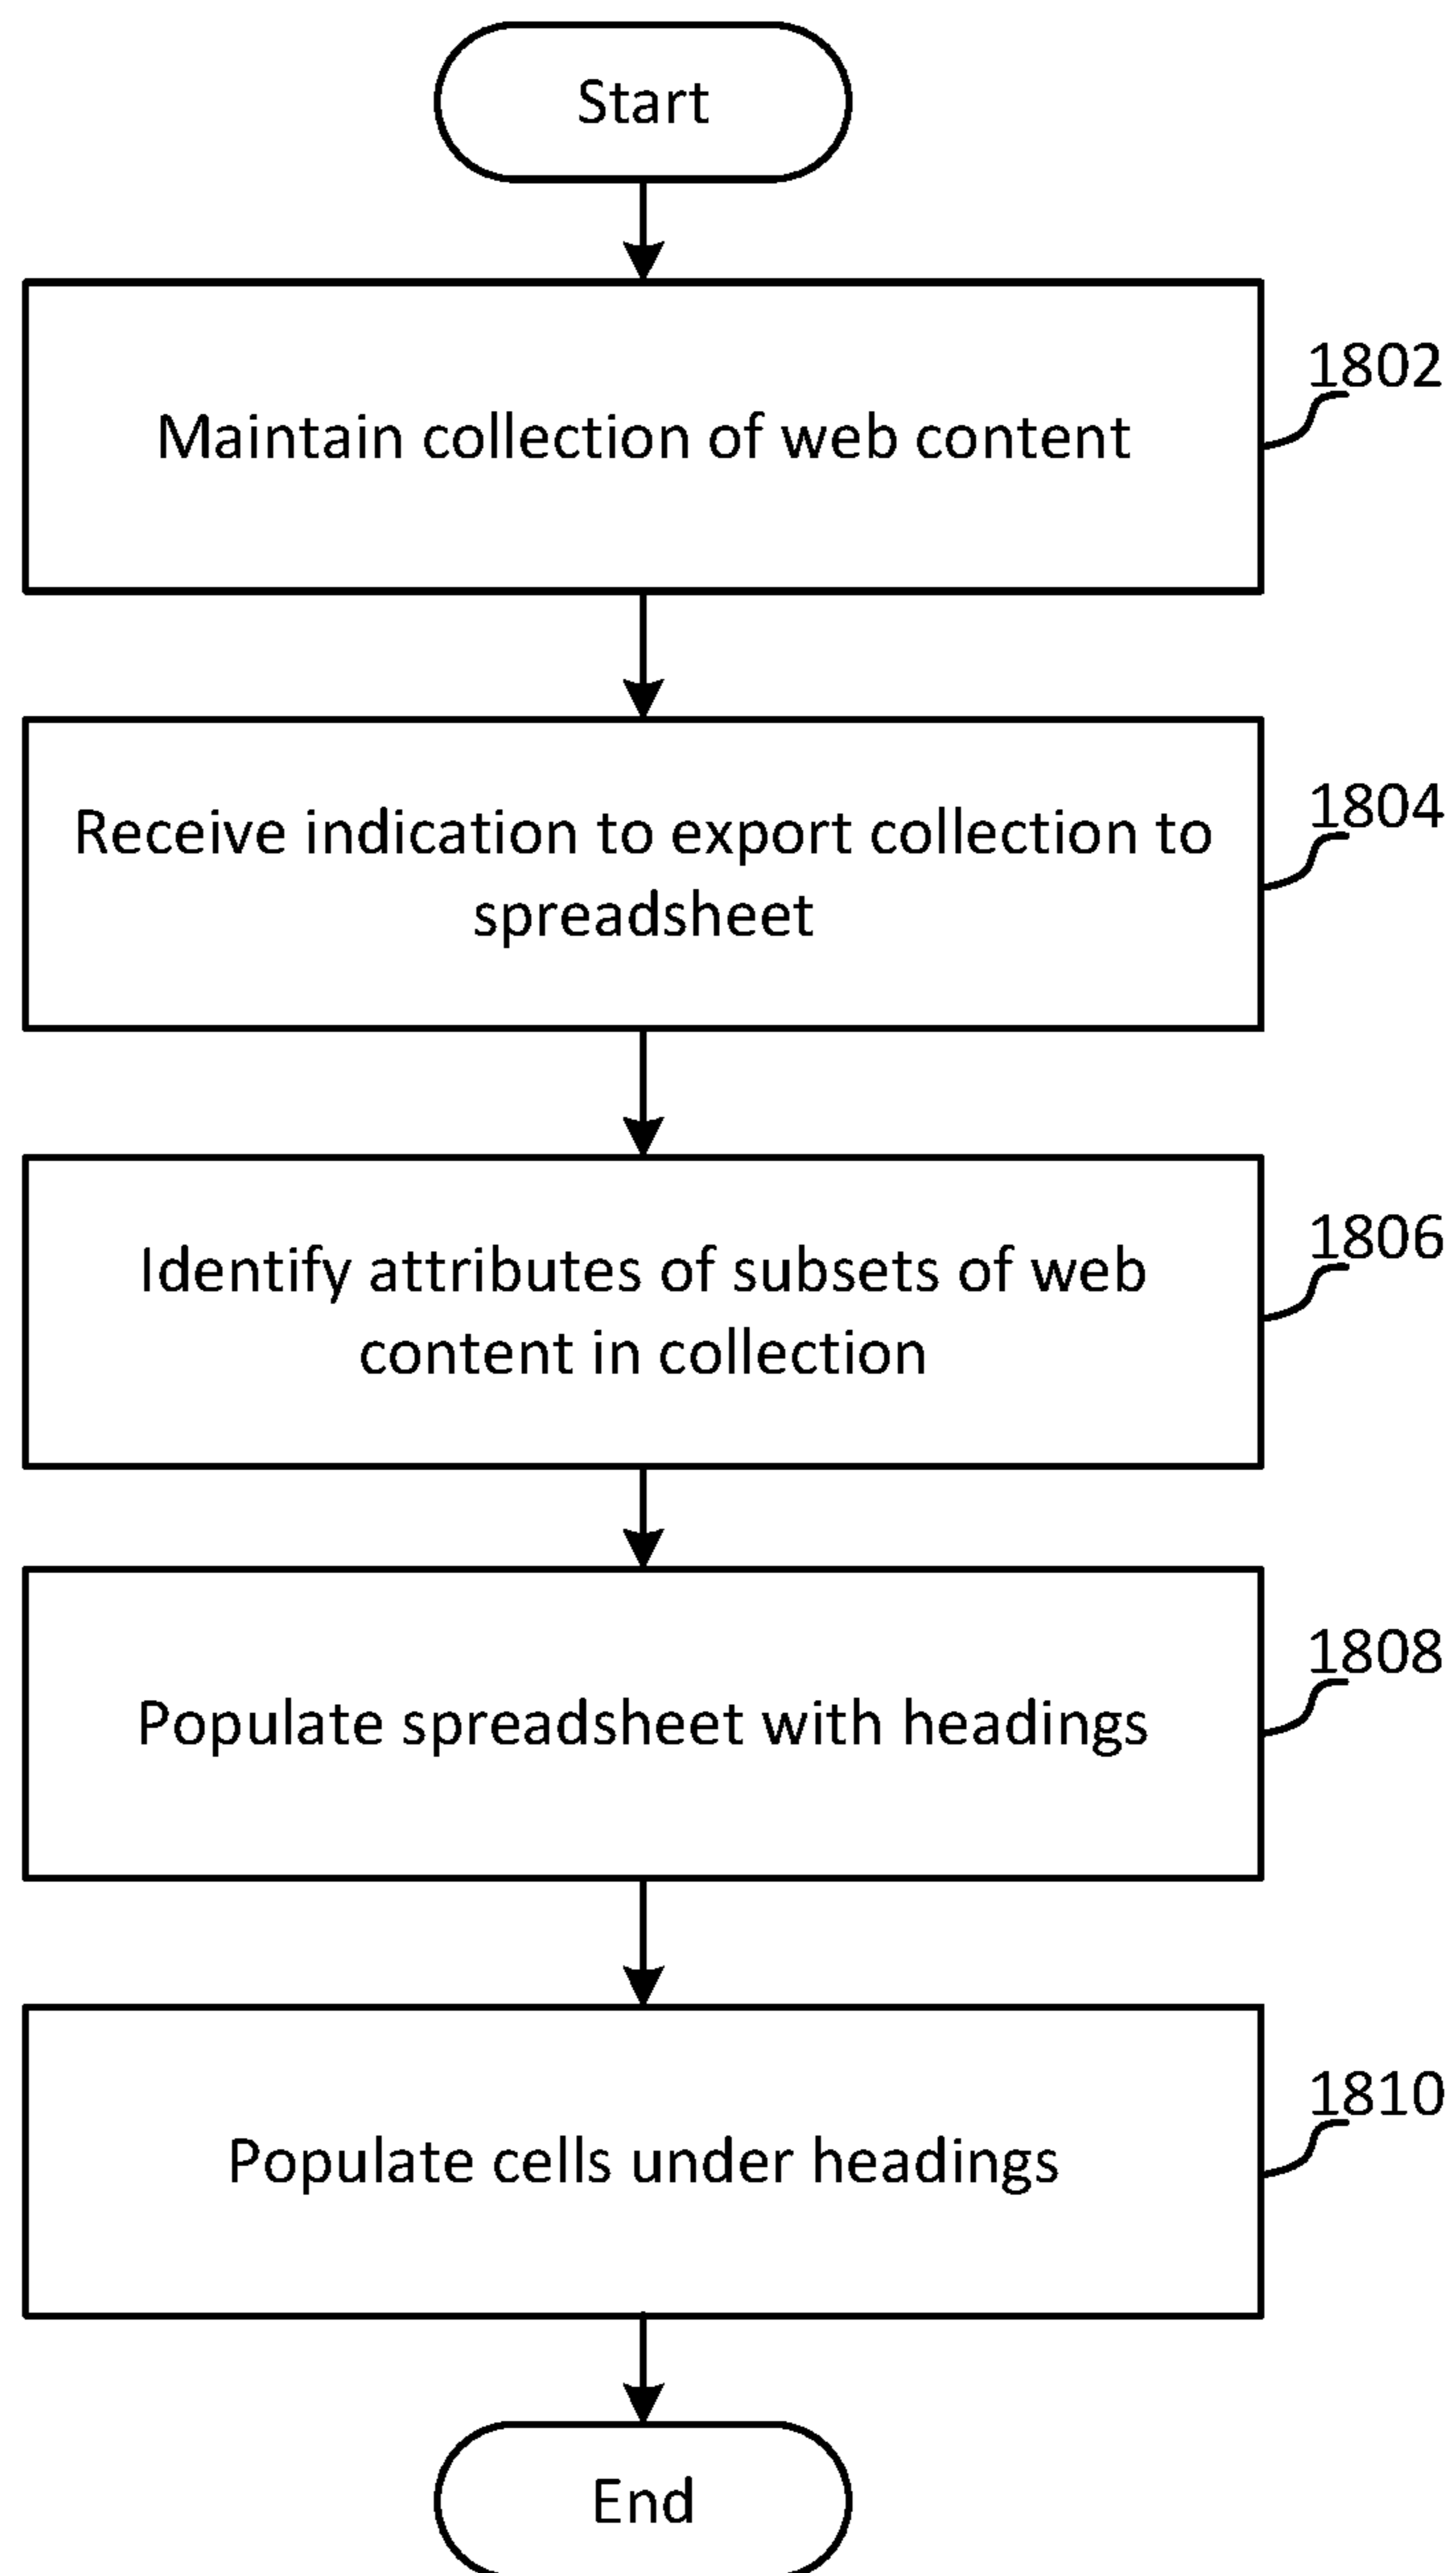 Start
Maintain collection of web content
1802
Receive indication to export collection to
spreadsheet
1804
Identify attributes of subsets of web
content in collection
1806
Populate spreadsheet with headings
1808
Populate cells under headings
1810
End